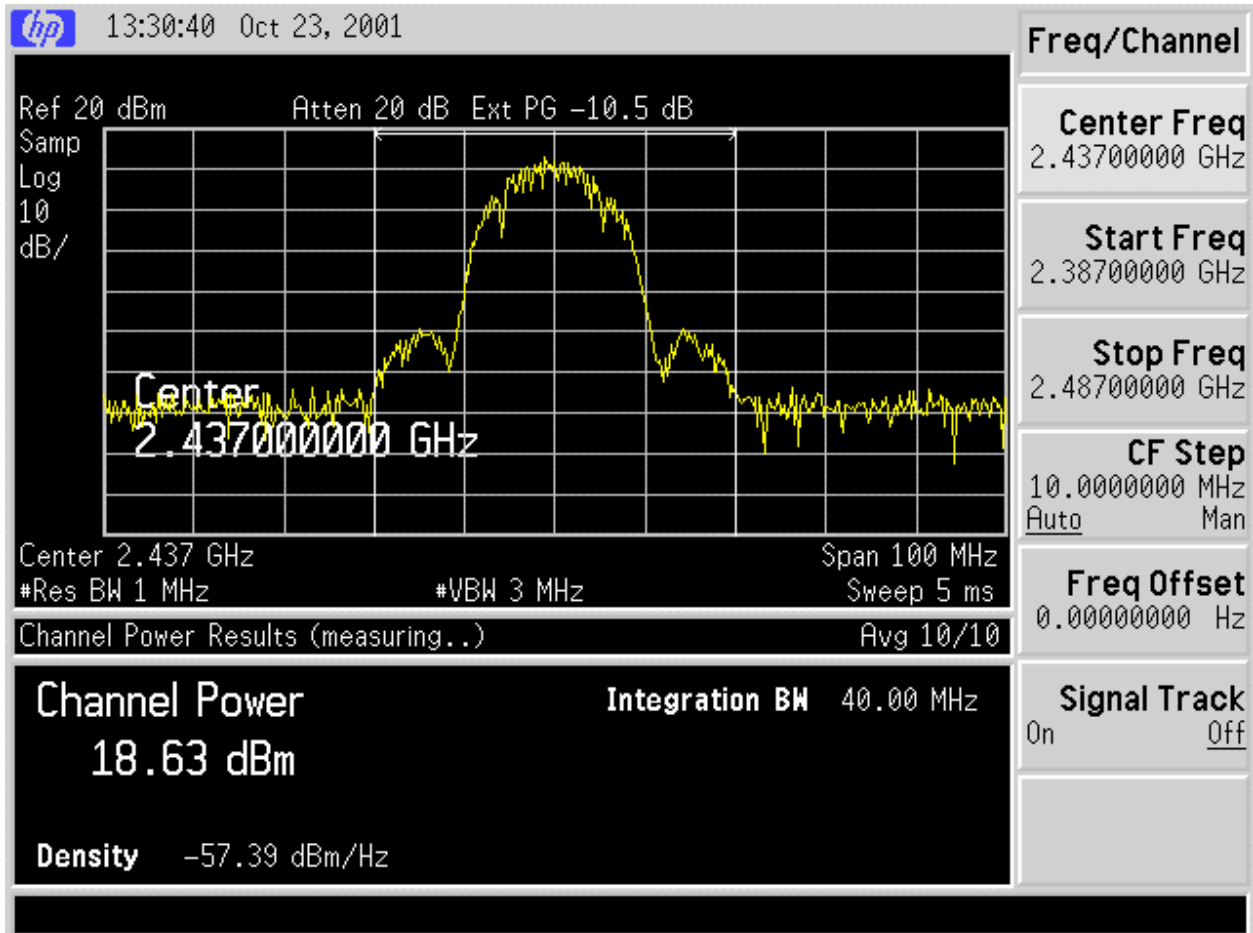 hp 13:30:40 Oct 23, 2001
Ref 20 dBm Atten 20 dB Ext PG -10.5 dB
Samp
Log
10
dB/
Center
2.437000000 GHz
Center 2.437 GHz Span 100 MHz
#Res BW 1 MHz #VBW 3 MHz Sweep 5 ms
Channel Power Results (measuring..) Avg 10/10
Channel Power Integration BW 40.00 MHz
18.63 dBm
Density -57.39 dBm/Hz
Freq/Channel
Center Freq
2.43700000 GHz
Start Freq
2.38700000 GHz
Stop Freq
2.48700000 GHz
CF Step
10.0000000 MHz
Auto Man
Freq Offset
0.00000000 Hz
Signal Track
On Off